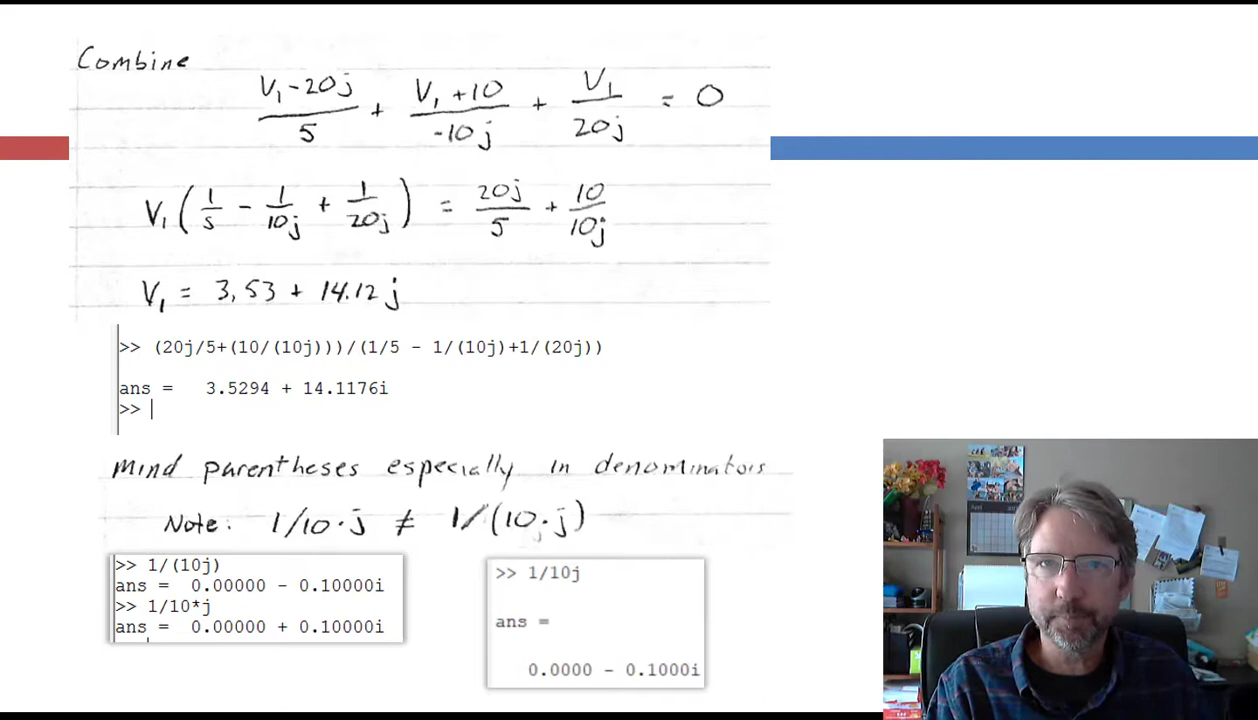 Combine
V₁-20j/5 + V₁+10/-10j + V₁/20j = 0
V₁(1/5 - 1/10j + 1/20j) = 20j/5 + 10/10j
V₁ = 3,53 + 14.12j
>> (20j/5+(10/(10j)))/(1/5 - 1/(10j)+1/(20j))
ans = 3.5294 + 14.1176i
>>
Mind parentheses especially in denominators
Note: 1/10·j ≠ 1/(10·j)
>> 1/(10j)
ans = 0.00000 - 0.10000i
>> 1/10*j
ans = 0.00000 + 0.10000i
>> 1/10j
ans =
0.0000 - 0.1000i